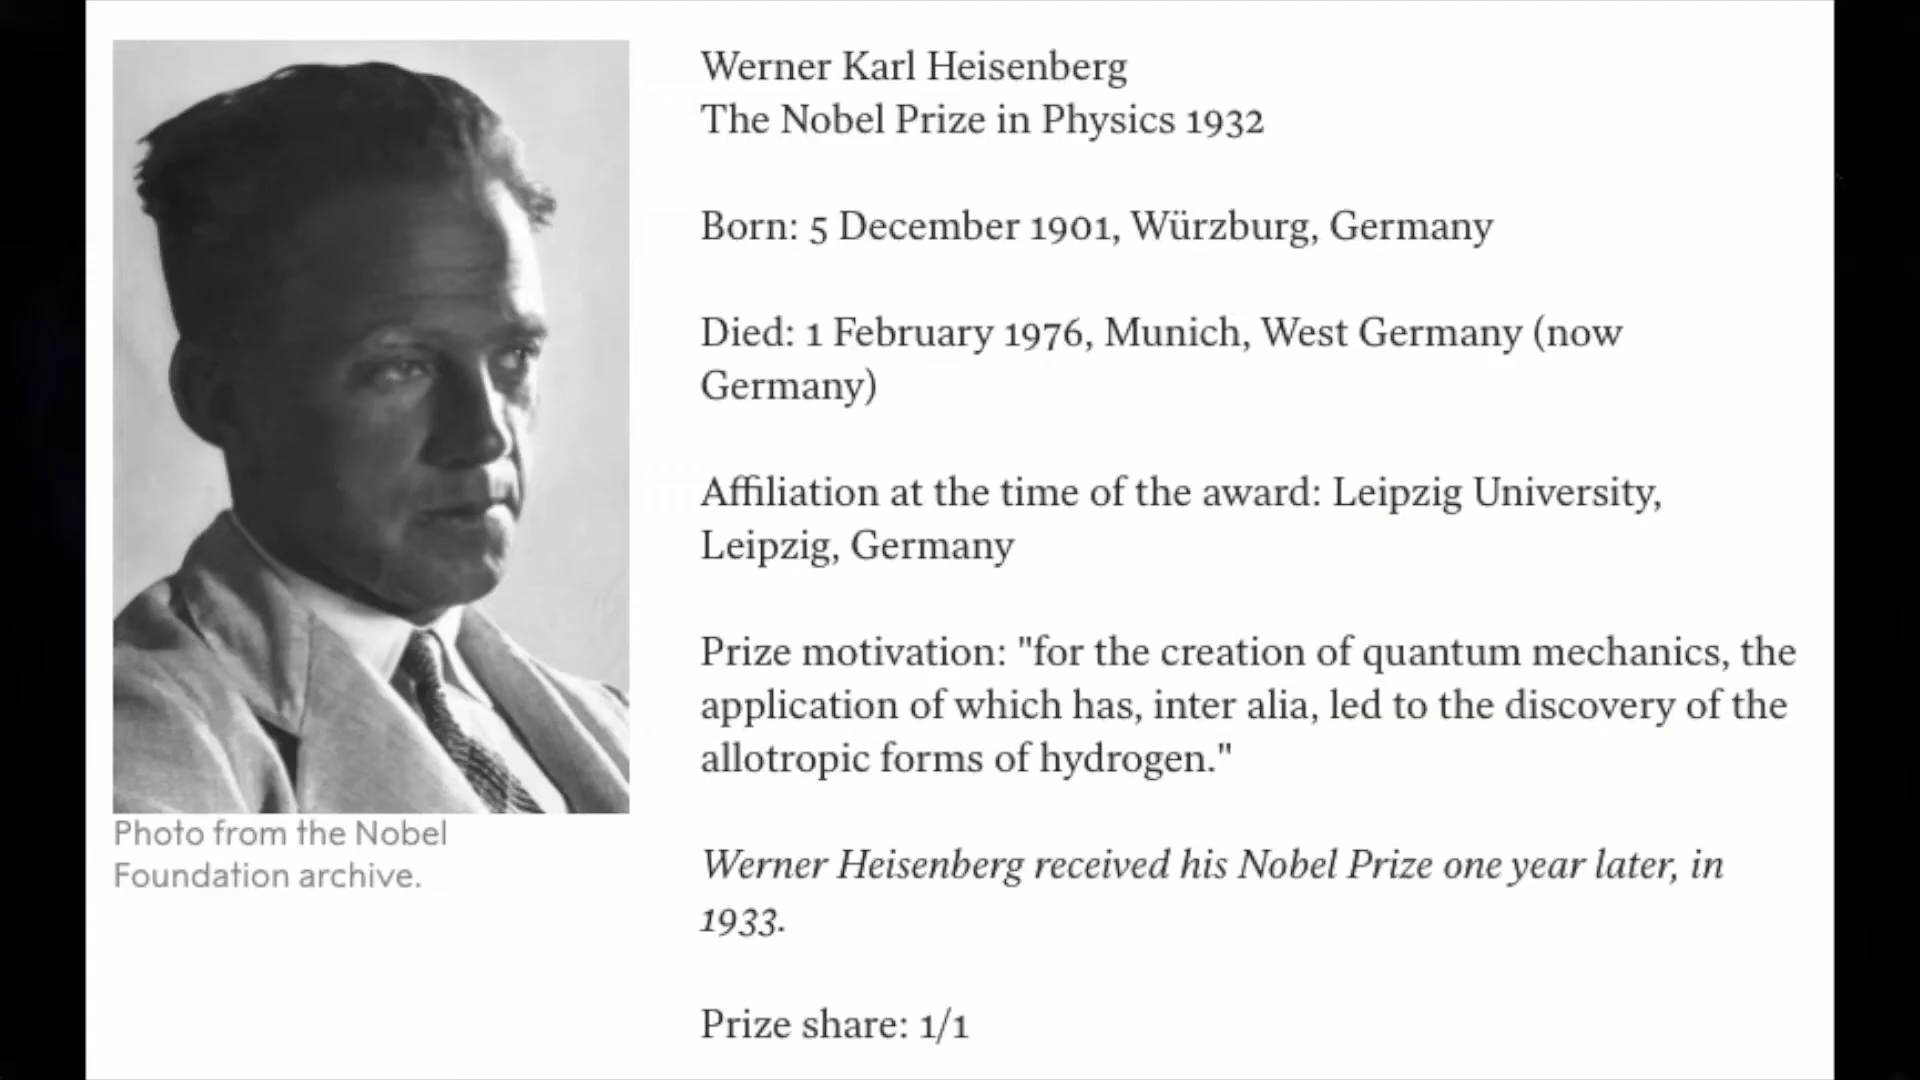 Werner Karl Heisenberg
The Nobel Prize in Physics 1932
Born: 5 December 1901, Würzburg, Germany
Died: 1 February 1976, Munich, West Germany (now
Germany)
Affiliation at the time of the award: Leipzig University,
Leipzig, Germany
Prize motivation: "for the creation of quantum mechanics, the
application of which has, inter alia, led to the discovery of the
allotropic forms of hydrogen."
Werner Heisenberg received his Nobel Prize one year later, in
1933.
Prize share: 1/1
Photo from the Nobel
Foundation archive.